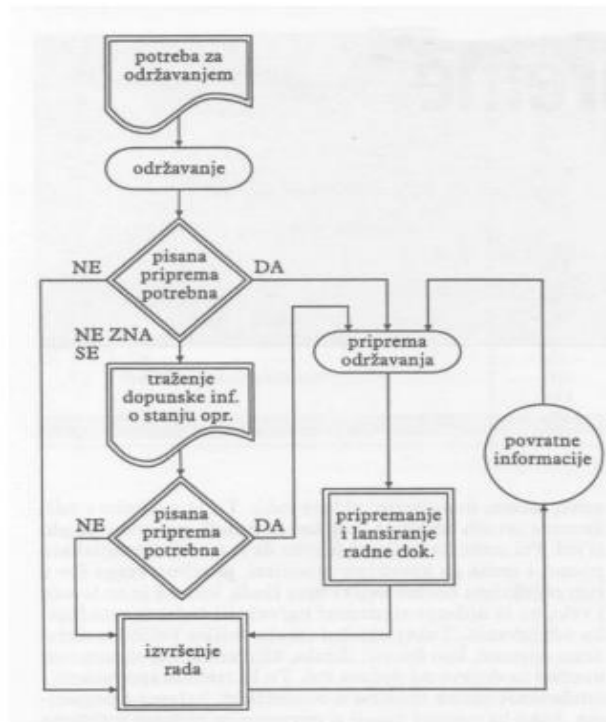 potreba za
održavanjem
održavanje
pisana
priprema
potrebna
NE
DA
NE ZNA
SE
priprema
održavanja
traženje
dopunske inf.
o stanju opr.
povratne
informacije
pisana
priprema
potrebna
NE
DA
pripremanje
i lansiranje
radne dok.
izvršenje
rada